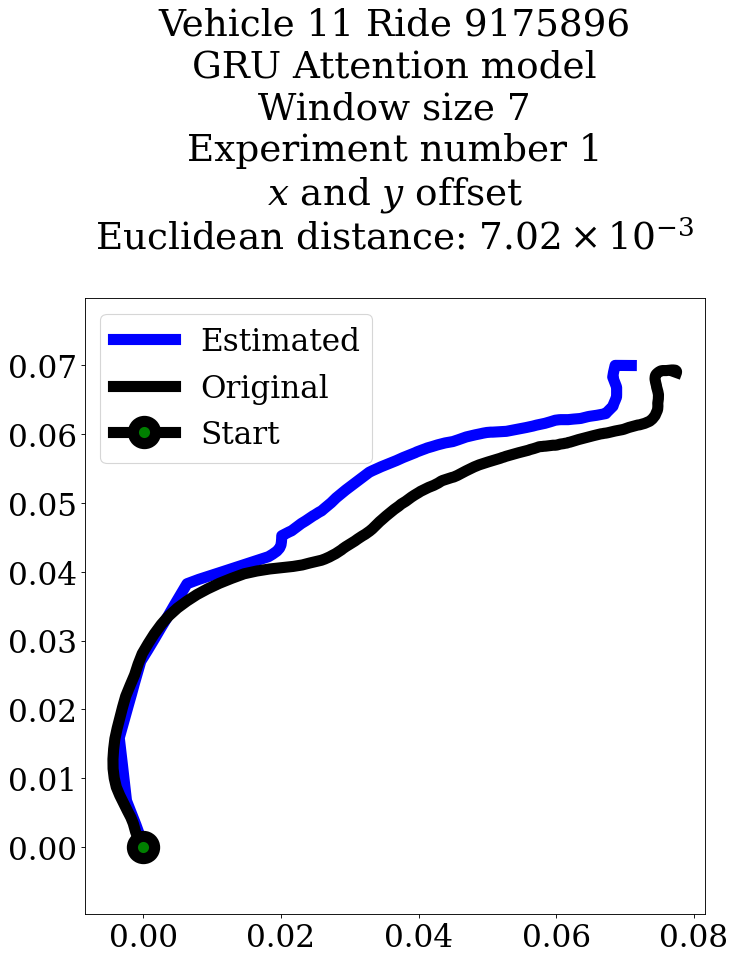 Vehicle 11 Ride 9175896
GRU Attention model
Window size 7
Experiment number 1
x and y offset
Euclidean distance: 7.02 × 10⁻³
Estimated
Original
Start
0.07
0.06
0.05
0.04
0.03
0.02
0.01
0.00
0.00 0.02 0.04 0.06 0.08